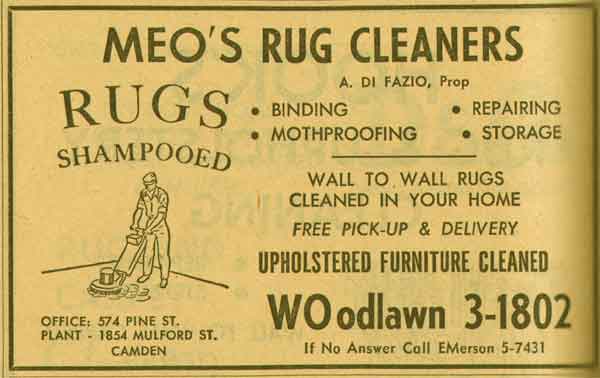 MEO'S RUG CLEANERS
A. DI FAZIO, Prop
RUGS
SHAMPOOED
• BINDING • REPAIRING
• MOTHPROOFING • STORAGE
WALL TO WALL RUGS
CLEANED IN YOUR HOME
FREE PICK-UP & DELIVERY
UPHOLSTERED FURNITURE CLEANED
WOodlawn 3-1802
If No Answer Call EMerson 5-7431
OFFICE: 574 PINE ST.
PLANT - 1854 MULFORD ST.
CAMDEN